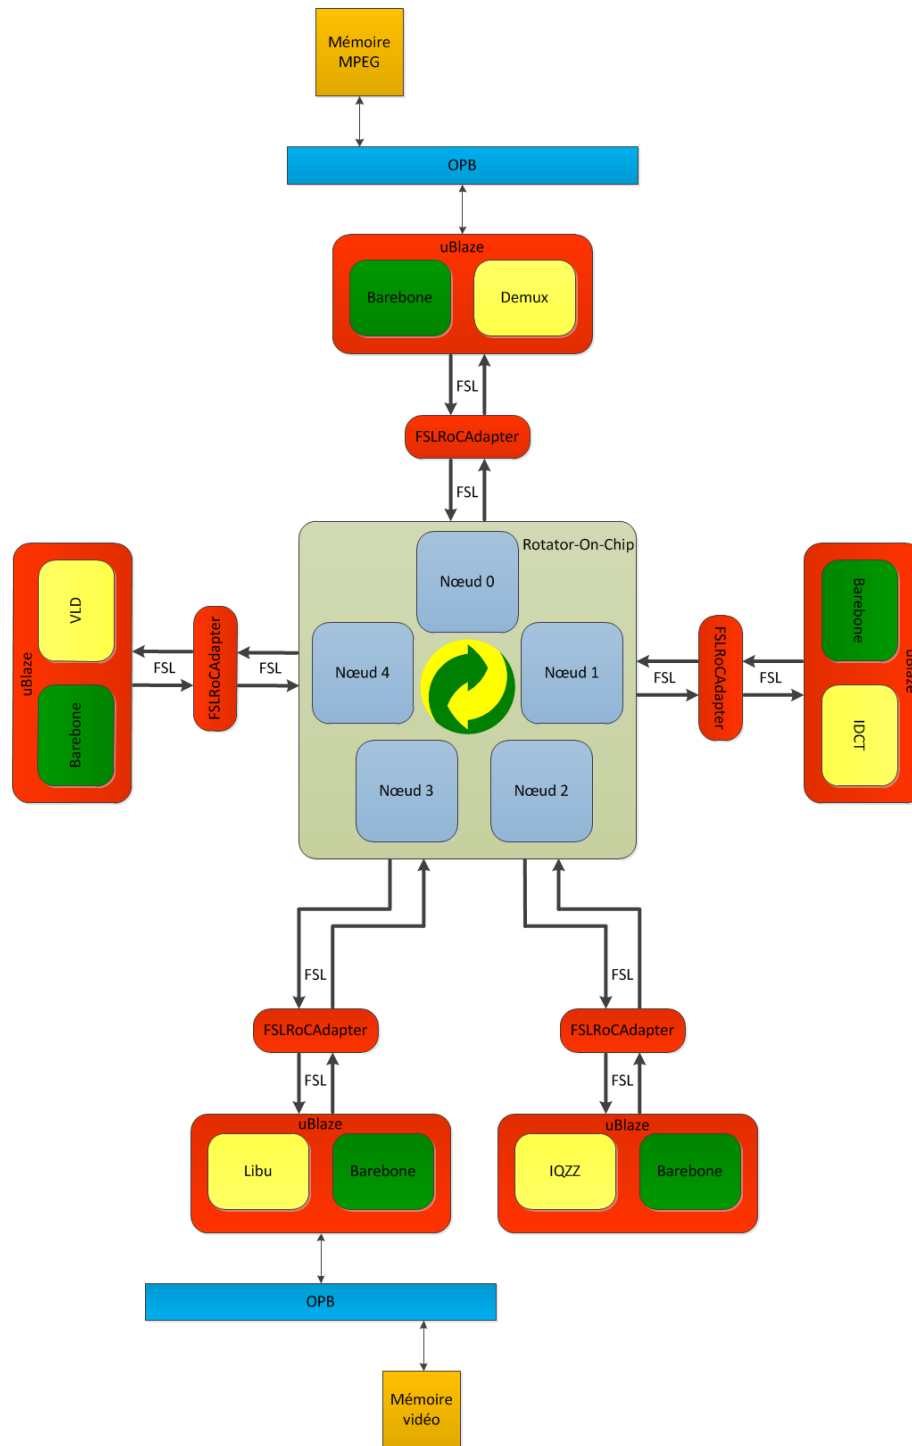 Mémoire
MPEG
OPB
uBlaze
Barebone
Demux
FSL
FSLRoCAdapter
FSL
Rotator-On-Chip
Nœud 0
Nœud 4
Nœud 1
Nœud 3
Nœud 2
uBlaze
VLD
Barebone
FSL
FSLRoCAdapter
FSL
FSL
FSLRoCAdapter
FSL
Barebone
IDCT
uBlaze
FSL
FSLRoCAdapter
FSL
uBlaze
Libu
Barebone
FSL
FSLRoCAdapter
FSL
uBlaze
IQZZ
Barebone
OPB
Mémoire
vidéo